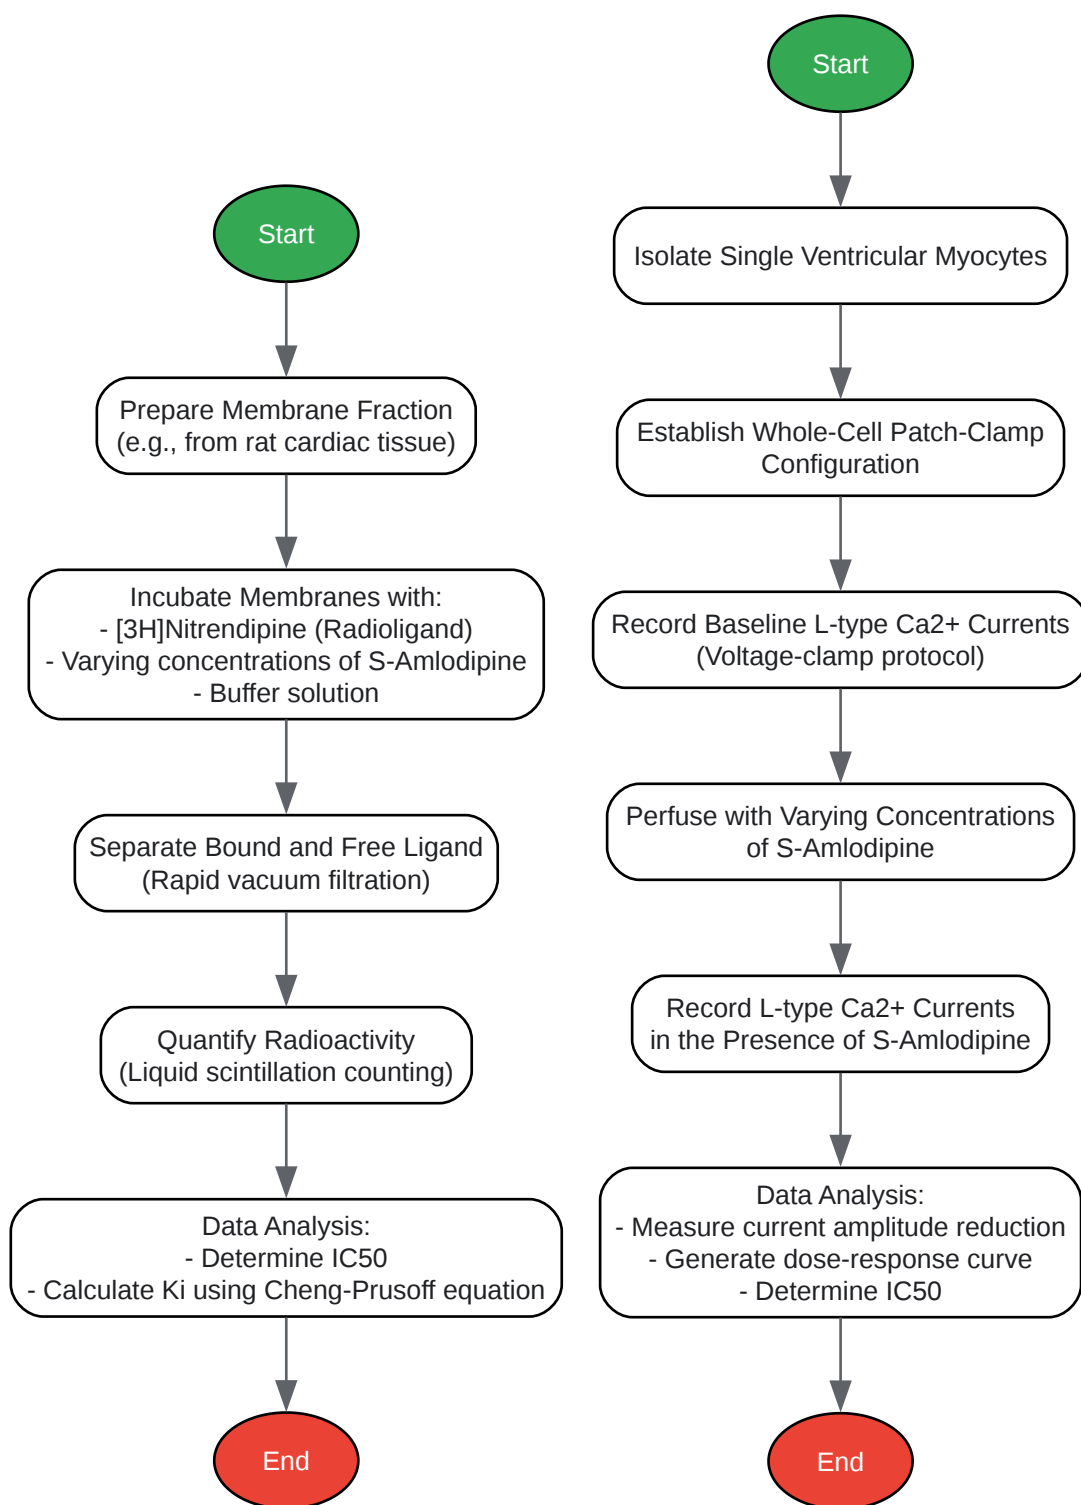 Start
Prepare Membrane Fraction
(e.g., from rat cardiac tissue)
Incubate Membranes with:
- [3H]Nitrendipine (Radioligand)
- Varying concentrations of S-Amlodipine
- Buffer solution
Separate Bound and Free Ligand
(Rapid vacuum filtration)
Quantify Radioactivity
(Liquid scintillation counting)
Data Analysis:
- Determine IC50
- Calculate Ki using Cheng-Prusoff equation
End
Start
Isolate Single Ventricular Myocytes
Establish Whole-Cell Patch-Clamp
Configuration
Record Baseline L-type Ca2+ Currents
(Voltage-clamp protocol)
Perfuse with Varying Concentrations
of S-Amlodipine
Record L-type Ca2+ Currents
in the Presence of S-Amlodipine
Data Analysis:
- Measure current amplitude reduction
- Generate dose-response curve
- Determine IC50
End